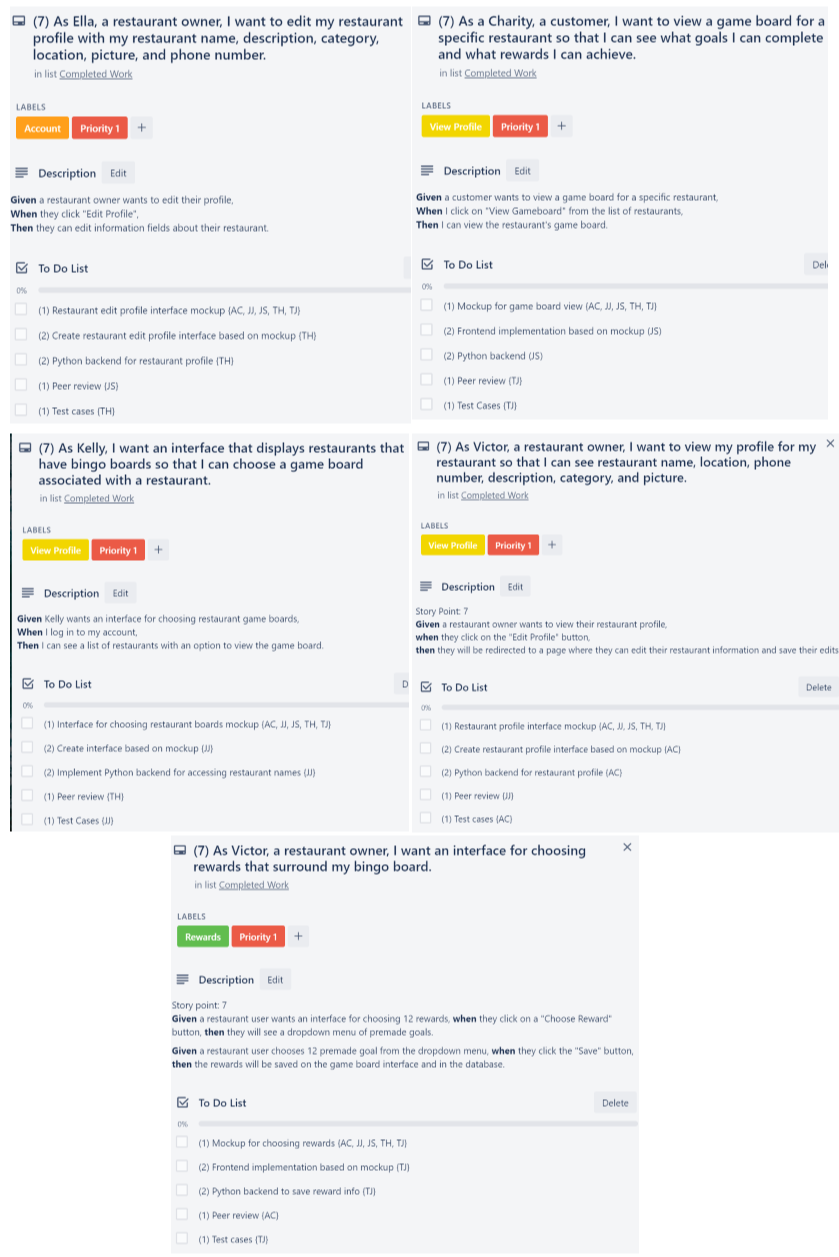 (7) As Ella, a restaurant owner, I want to edit my restaurant
profile with my restaurant name, description, category,
location, picture, and phone number.
in list Completed Work
LABELS
Account Priority 1 +
Description Edit
Given a restaurant owner wants to edit their profile,
When they click "Edit Profile",
Then they can edit information fields about their restaurant.
To Do List
0%
(1) Restaurant edit profile interface mockup (AC, JJ, JS, TH, TJ)
(2) Create restaurant edit profile interface based on mockup (TH)
(2) Python backend for restaurant profile (TH)
(1) Peer review (JS)
(1) Test cases (TH)
(7) As a Charity, a customer, I want to view a game board for a
specific restaurant so that I can see what goals I can complete
and what rewards I can achieve.
in list Completed Work
LABELS
View Profile Priority 1 +
Description Edit
Given a customer wants to view a game board for a specific restaurant,
When I click on "View Gameboard" from the list of restaurants,
Then I can view the restaurant's game board.
To Do List Del
0%
(1) Mockup for game board view (AC, JJ, JS, TH, TJ)
(2) Frontend implementation based on mockup (JS)
(2) Python backend (JS)
(1) Peer review (TJ)
(1) Test Cases (TJ)
(7) As Kelly, I want an interface that displays restaurants that
have bingo boards so that I can choose a game board
associated with a restaurant.
in list Completed Work
LABELS
View Profile Priority 1 +
Description Edit
Given Kelly wants an interface for choosing restaurant game boards,
When I log in to my account,
Then I can see a list of restaurants with an option to view the game board.
To Do List D
0%
(1) Interface for choosing restaurant boards mockup (AC, JJ, JS, TH, TJ)
(2) Create interface based on mockup (JJ)
(2) Implement Python backend for accessing restaurant names (JJ)
(1) Peer review (TH)
(1) Test Cases (JJ)
(7) As Victor, a restaurant owner, I want to view my profile for my
restaurant so that I can see restaurant name, location, phone
number, description, category, and picture.
in list Completed Work
LABELS
View Profile Priority 1 +
Description Edit
Story Point: 7
Given a restaurant owner wants to view their restaurant profile,
when they click on the "Edit Profile" button,
then they will be redirected to a page where they can edit their restaurant information and save their edits
To Do List Delete
0%
(1) Restaurant profile interface mockup (AC, JJ, JS, TH, TJ)
(2) Create restaurant profile interface based on mockup (AC)
(2) Python backend for restaurant profile (AC)
(1) Peer review (JJ)
(1) Test cases (AC)
(7) As Victor, a restaurant owner, I want an interface for choosing
rewards that surround my bingo board.
in list Completed Work
LABELS
Rewards Priority 1 +
Description Edit
Story point: 7
Given a restaurant user wants an interface for choosing 12 rewards, when they click on a "Choose Reward"
button, then they will see a dropdown menu of premade goals.
Given a restaurant user chooses 12 premade goal from the dropdown menu, when they click the "Save" button,
then the rewards will be saved on the game board interface and in the database.
To Do List Delete
0%
(1) Mockup for choosing rewards (AC, JJ, JS, TH, TJ)
(2) Frontend implementation based on mockup (TJ)
(2) Python backend to save reward info (TJ)
(1) Peer review (AC)
(1) Test cases (TJ)